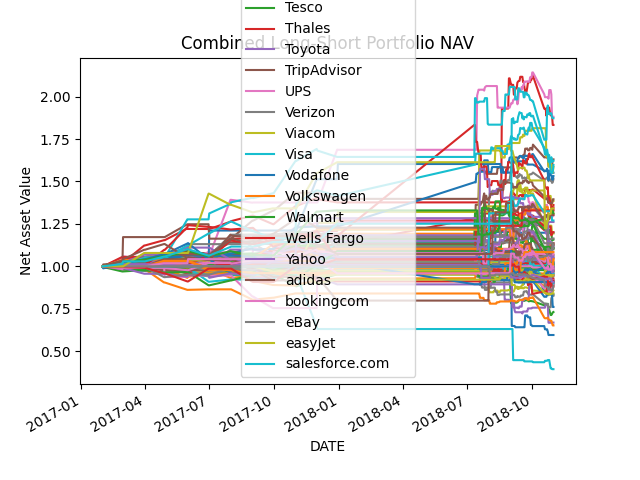 Tesco
Thales
Combined Long-Short Portfolio NAV
Toyota
TripAdvisor
UPS
Verizon
Viacom
Visa
Vodafone
Volkswagen
Walmart
Wells Fargo
Yahoo
adidas
bookingcom
eBay
easyJet
salesforce.com
Net Asset Value
2.00
1.75
1.50
1.25
1.00
0.75
0.50
2017-01
2017-04
2017-07
2017-10
2018-01
2018-04
2018-07
2018-10
DATE